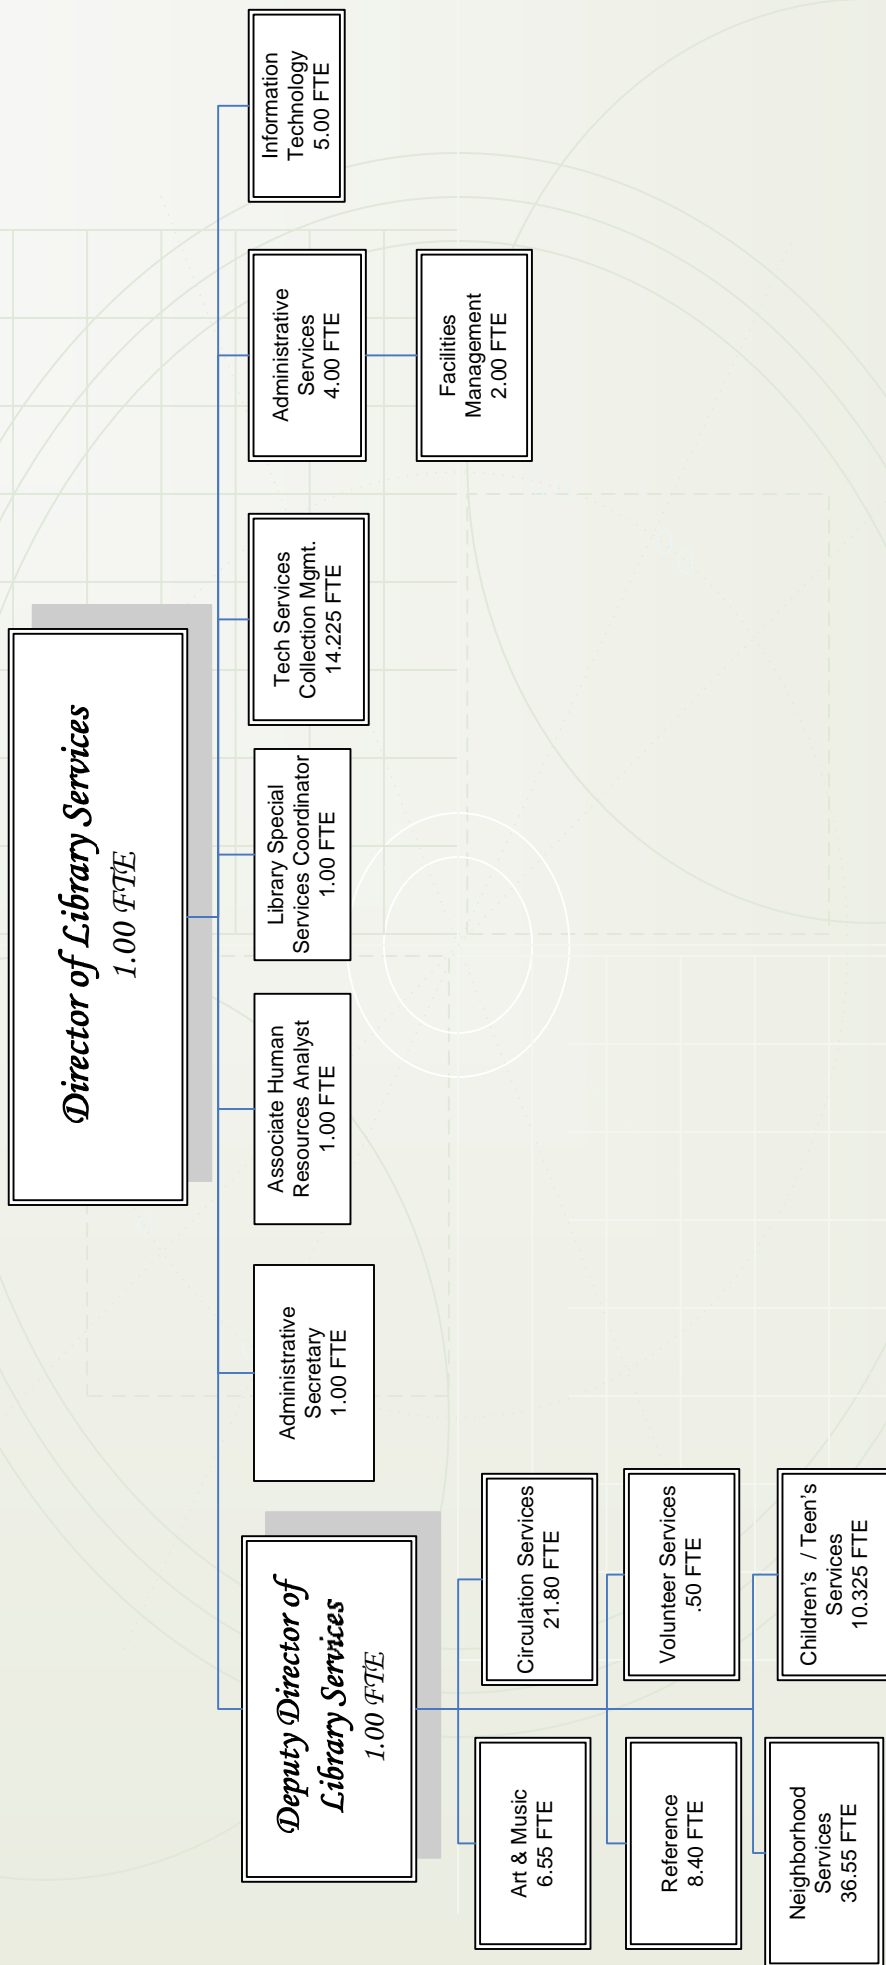 Director of Library Services
1.00 FTE
Deputy Director of
Library Services
1.00 FTE
Administrative
Secretary
1.00 FTE
Associate Human
Resources Analyst
1.00 FTE
Library Special
Services Coordinator
1.00 FTE
Tech Services
Collection Mgmt.
14.225 FTE
Administrative
Services
4.00 FTE
Information
Technology
5.00 FTE
Facilities
Management
2.00 FTE
Art & Music
6.55 FTE
Circulation Services
21.80 FTE
Reference
8.40 FTE
Volunteer Services
.50 FTE
Neighborhood
Services
36.55 FTE
Children's / Teen's
Services
10.325 FTE